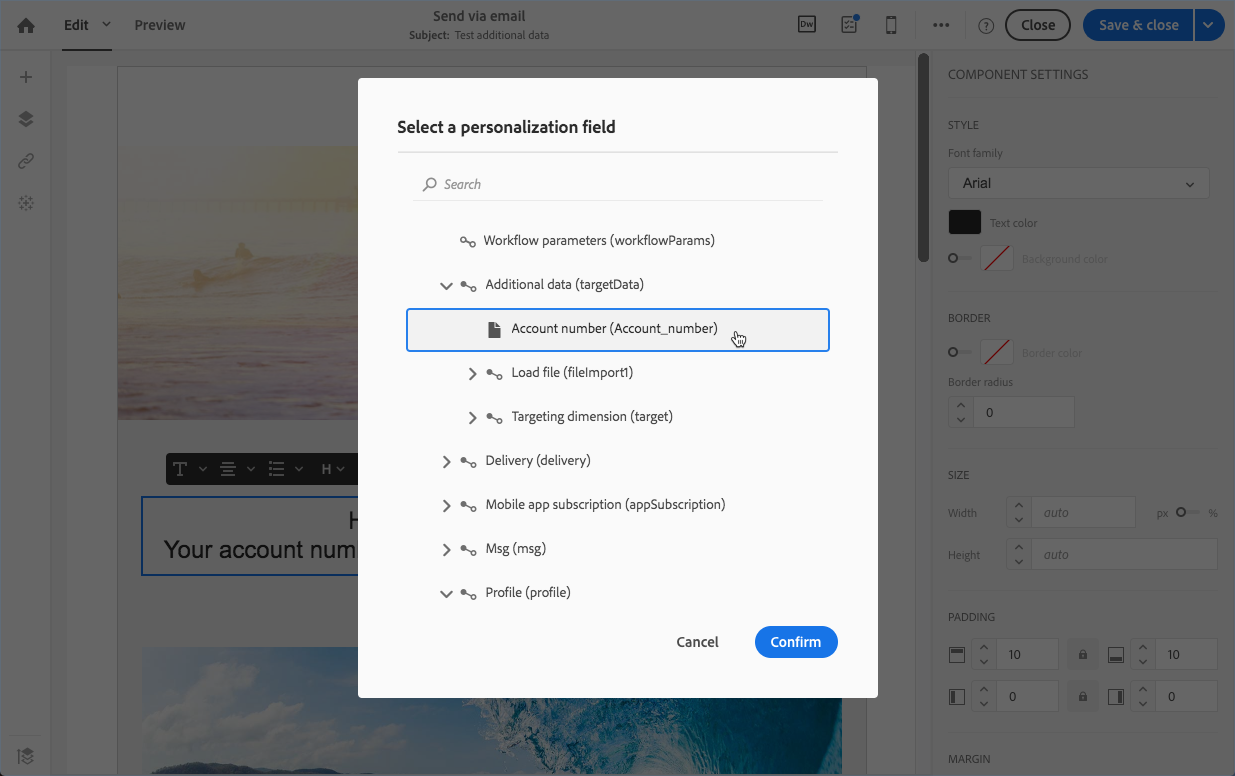 Edit
Preview
Send via email
Subject: Test additional data
Dw
?
Close
Save & close
Select a personalization field
Search
Workflow parameters (workflowParams)
Additional data (targetData)
Account number (Account_number)
Load file (fileImport1)
Targeting dimension (target)
Delivery (delivery)
Mobile app subscription (appSubscription)
Msg (msg)
Profile (profile)
Cancel
Confirm
T
H
H
Your account num
COMPONENT SETTINGS
STYLE
Font family
Arial
Text color
Background color
BORDER
Border color
Border radius
0
SIZE
Width auto px %
Height auto
PADDING
10 10
0 0
MARGIN